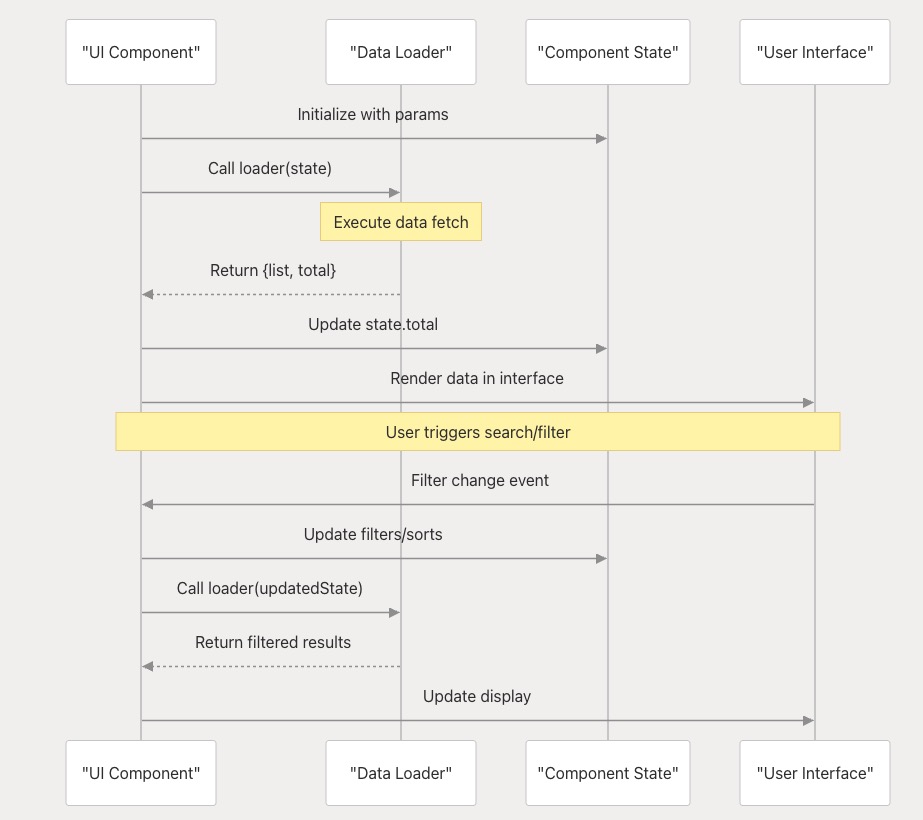 "UI Component"
"Data Loader"
"Component State"
"User Interface"
Initialize with params
Call loader(state)
Execute data fetch
Return {list, total}
Update state.total
Render data in interface
User triggers search/filter
Filter change event
Update filters/sorts
Call loader(updatedState)
Return filtered results
Update display
"UI Component"
"Data Loader"
"Component State"
"User Interface"